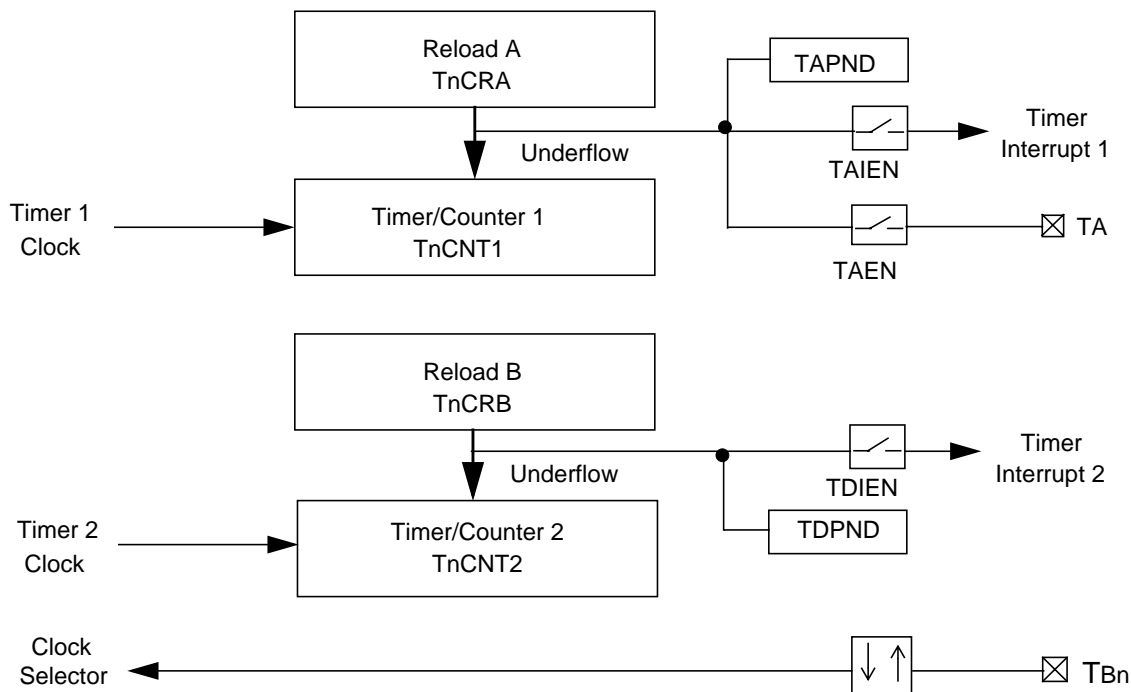 Reload A
TnCRA
TAPND
Timer
Interrupt 1
Underflow
TAIEN
Timer 1
Clock
Timer/Counter 1
TnCNT1
TA
TAEN
Reload B
TnCRB
Timer
Interrupt 2
Underflow
TDIEN
Timer 2
Clock
Timer/Counter 2
TnCNT2
TDPND
Clock
Selector
TBn